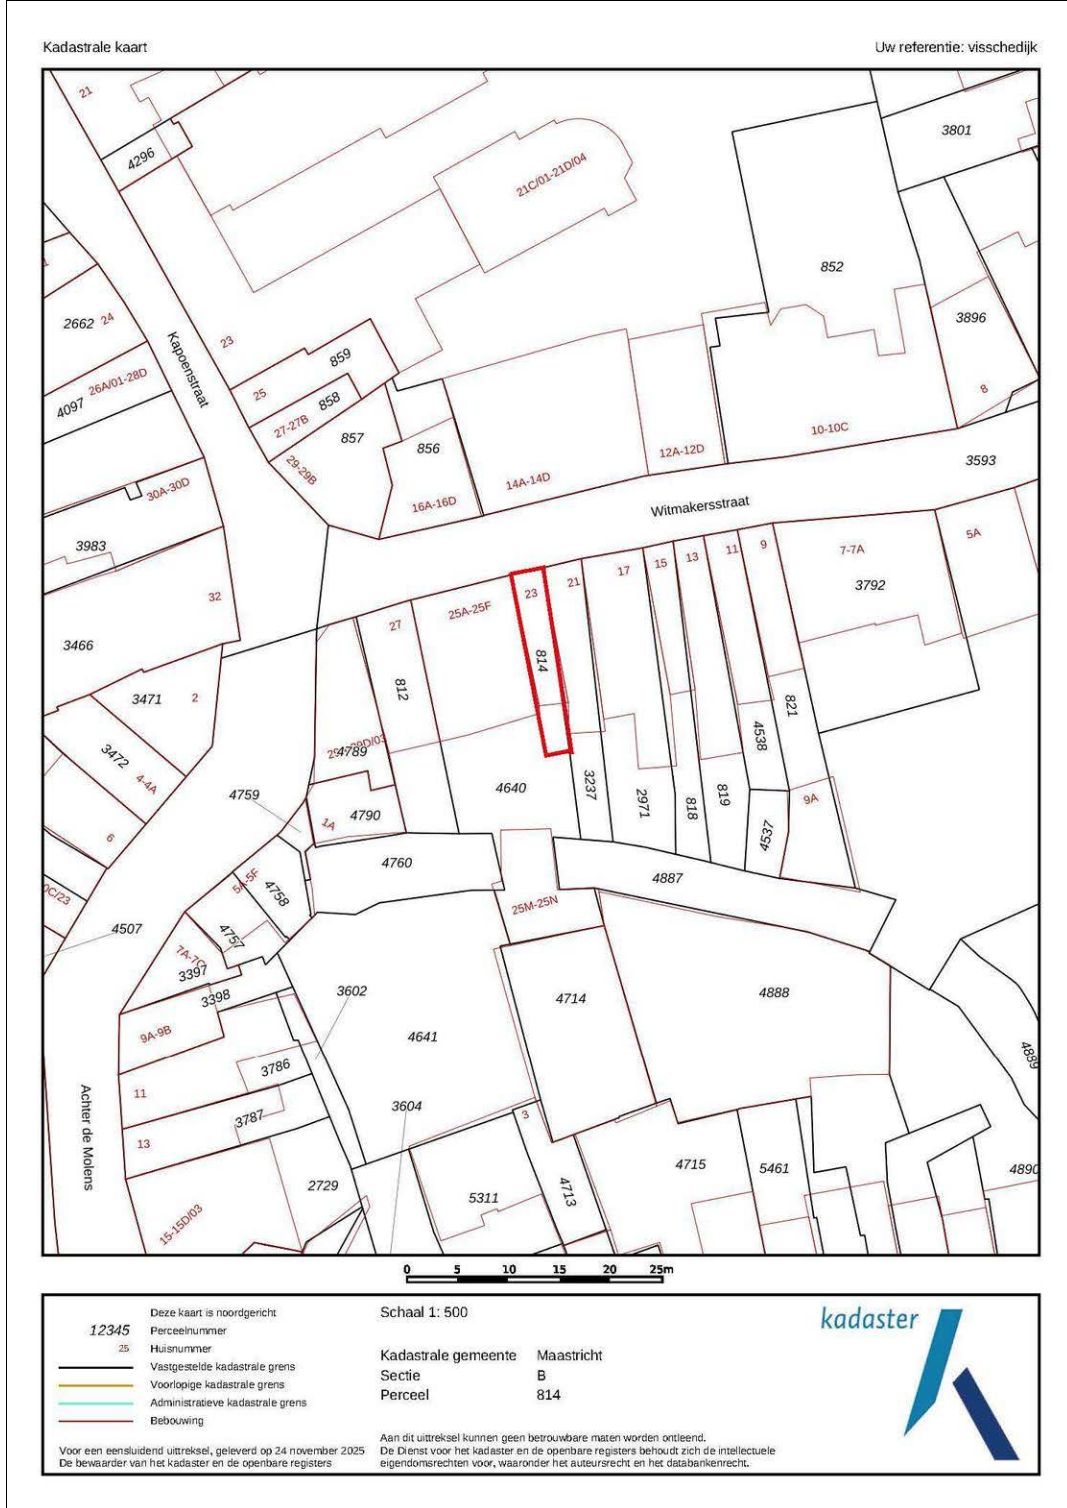 Kadastrale kaart
Uw referentie: visschedijk
21
4296
21C/01-21D/04
3801
852
2662
24
23
3896
8
Kapoenstraat
859
25
858
27-27B
26A/01-28D
4097
857
29-29B
856
16A-16D
14A-14D
12A-12D
10-10C
3593
30A-30D
3983
Witmakersstraat
5A
7-7A
3792
9
11
13
15
17
21
23
814
25A-25F
27
812
32
3466
3471
2
3472
4-4A
6
4789
4759
1A
4790
4640
3237
2971
818
819
4538
821
4537
9A
4760
4887
5A-5F
4758
25M-25N
4507
4757
7A-7C
3397
3398
3602
4714
4888
9A-9B
4641
3786
4889
11
3604
3
Achter de Molens
3787
13
2729
4715
5461
4890
5311
4713
15-15D/03
0 5 10 15 20 25m
Deze kaart is noordgericht
12345 Perceelnummer
25 Huisnummer
Vastgestelde kadastrale grens
Voorlopige kadastrale grens
Administratieve kadastrale grens
Bebouwing
Voor een eensluidend uittreksel, geleverd op 24 november 2025
De bewaarder van het kadaster en de openbare registers
Schaal 1: 500
Kadastrale gemeente Maastricht
Sectie B
Perceel 814
Aan dit uittreksel kunnen geen betrouwbare maten worden ontleend.
De Dienst voor het kadaster en de openbare registers behoudt zich de intellectuele
eigendomsrechten voor, waaronder het auteursrecht en het databankenrecht.
kadaster